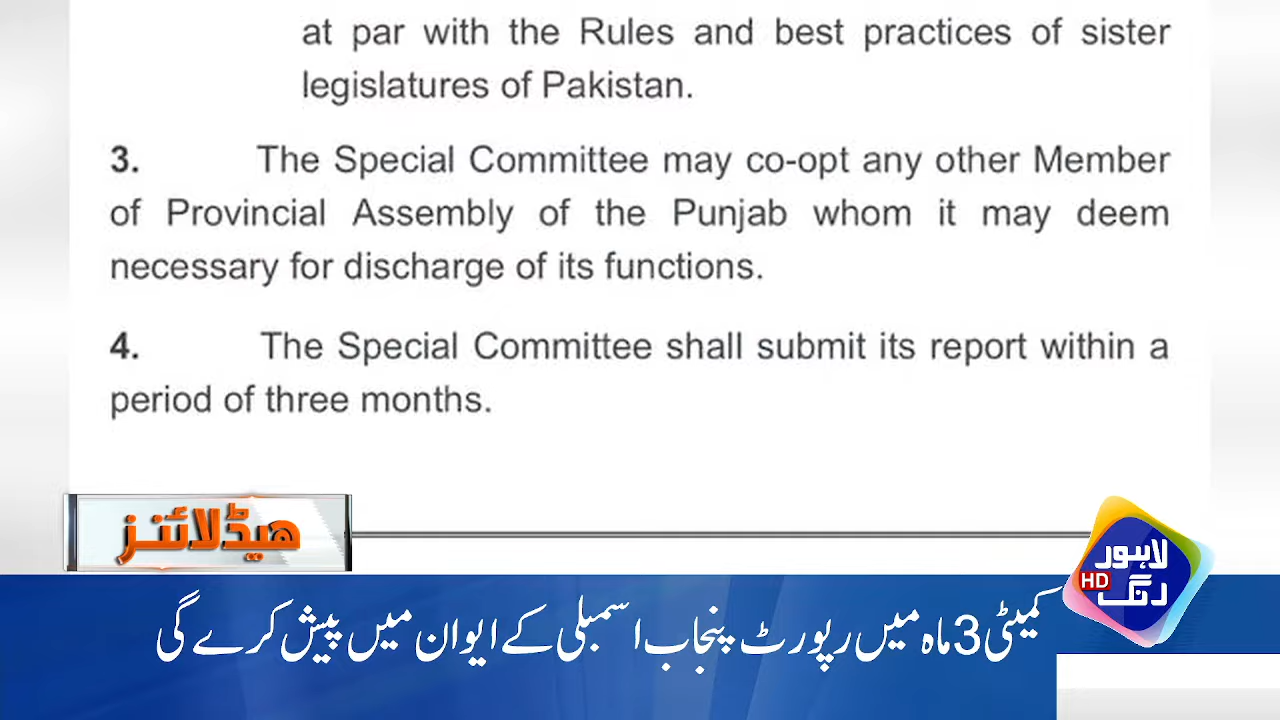 at par with the Rules and best practices of sister
legislatures of Pakistan.
3. The Special Committee may co-opt any other Member
of Provincial Assembly of the Punjab whom it may deem
necessary for discharge of its functions.
4. The Special Committee shall submit its report within a
period of three months.
ہیڈلائنز
لاہور
HD رنگ
کمیٹی 3 ماہ میں رپورٹ پنجاب اسمبلی کے ایوان میں پیش کرے گی